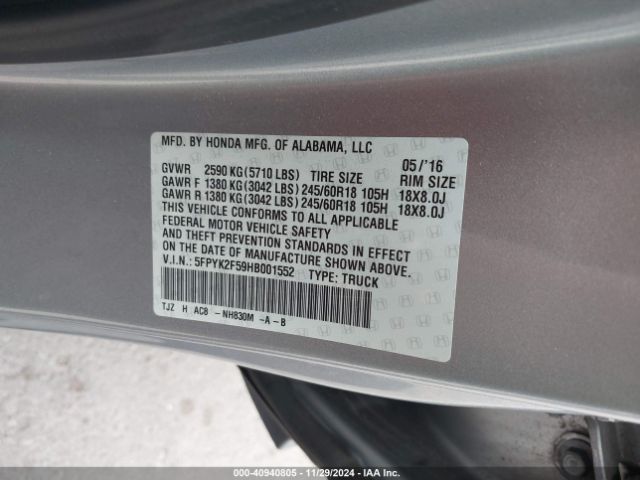 MFD. BY HONDA MFG. OF ALABAMA, LLC 05/'16
GVWR 2590 KG (5710 LBS) TIRE SIZE RIM SIZE
GAWR F 1380 KG (3042 LBS) 245/60R18 105H 18X8.0J
GAWR R 1380 KG (3042 LBS) 245/60R18 105H 18X8.0J
THIS VEHICLE CONFORMS TO ALL APPLICABLE
FEDERAL MOTOR VEHICLE SAFETY
AND THEFT PREVENTION STANDARDS IN EFFECT
ON THE DATE OF MANUFACTURE SHOWN ABOVE.
V.I.N.: 5FPYK2F59HB001552 TYPE: TRUCK
TJZ H AC8 - NH830M - A - B
000-40940805 - 11/29/2024 - IAA Inc.